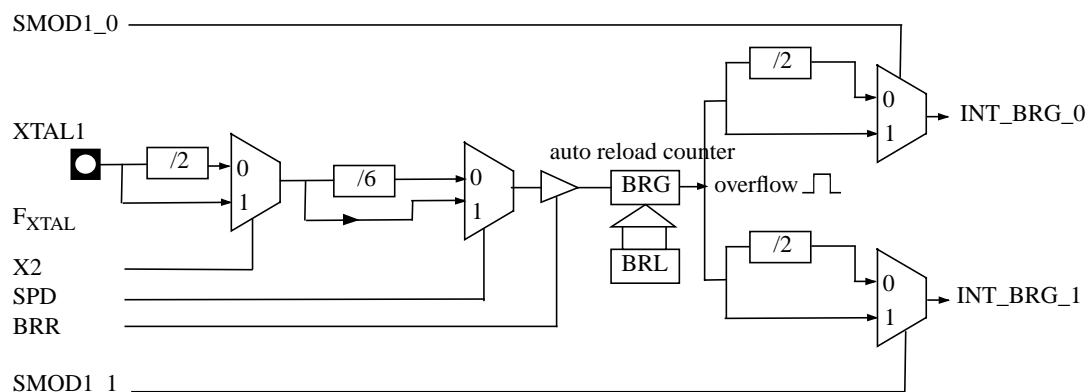 SMOD1_0
/2
0
1
INT_BRG_0
XTAL1
/2
0
1
/6
0
1
auto reload counter
BRG
overflow
F_XTAL
BRL
/2
0
1
INT_BRG_1
X2
SPD
BRR
SMOD1_1